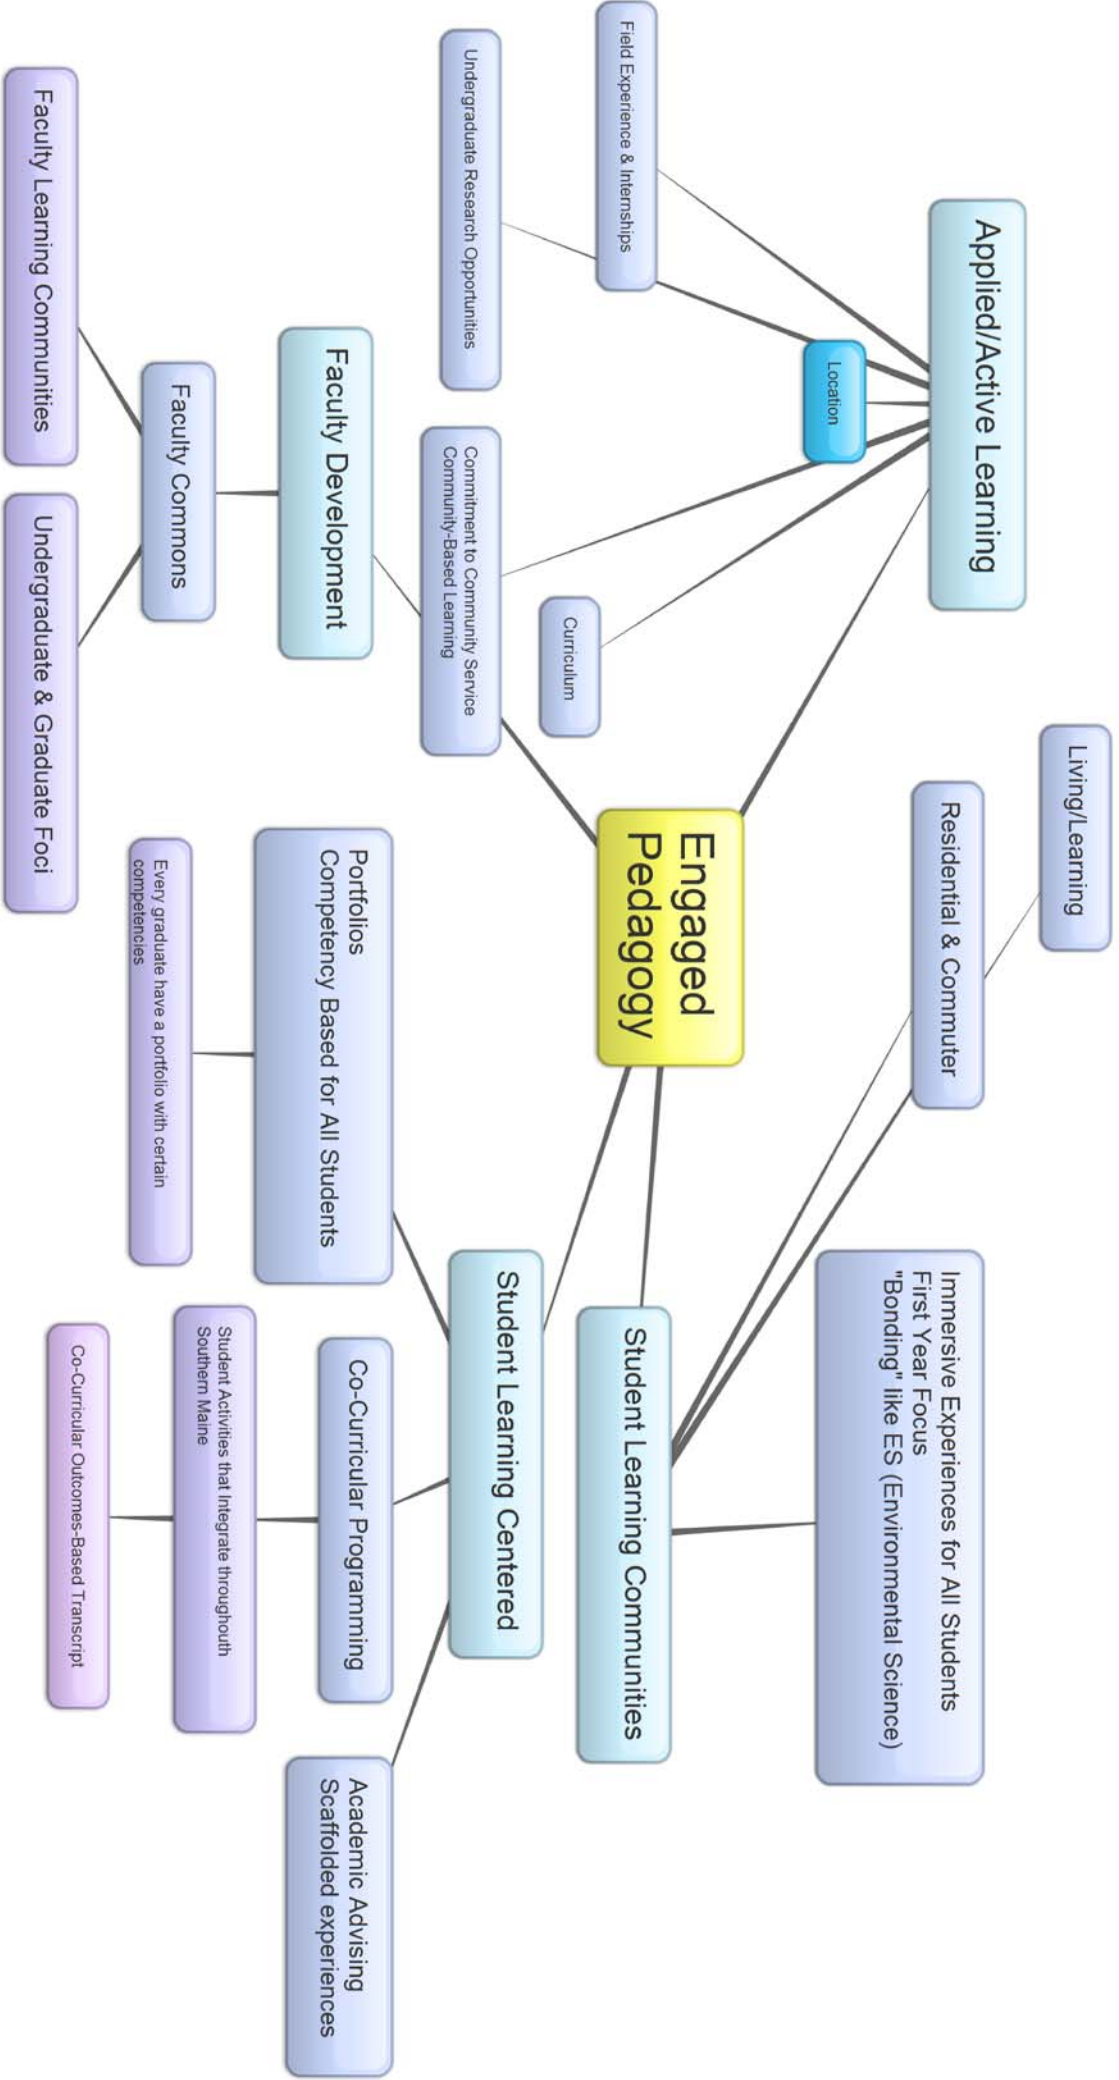 Applied/Active Learning
Location
Field Experience & Internships
Undergraduate Research Opportunities
Commitment to Community Service
Community-Based Learning
Curriculum
Faculty Development
Faculty Commons
Faculty Learning Communities
Undergraduate & Graduate Foci
Engaged
Pedagogy
Living/Learning
Residential & Commuter
Immersive Experiences for All Students
First Year Focus
"Bonding" like ES (Environmental Science)
Student Learning Communities
Student Learning Centered
Portfolios
Competency Based for All Students
Every graduate have a portfolio with certain
competencies
Co-Curricular Programming
Student Activities that Integrate throughouth
Southern Maine
Co-Curricular Outcomes-Based Transcript
Academic Advising
Scaffolded experiences